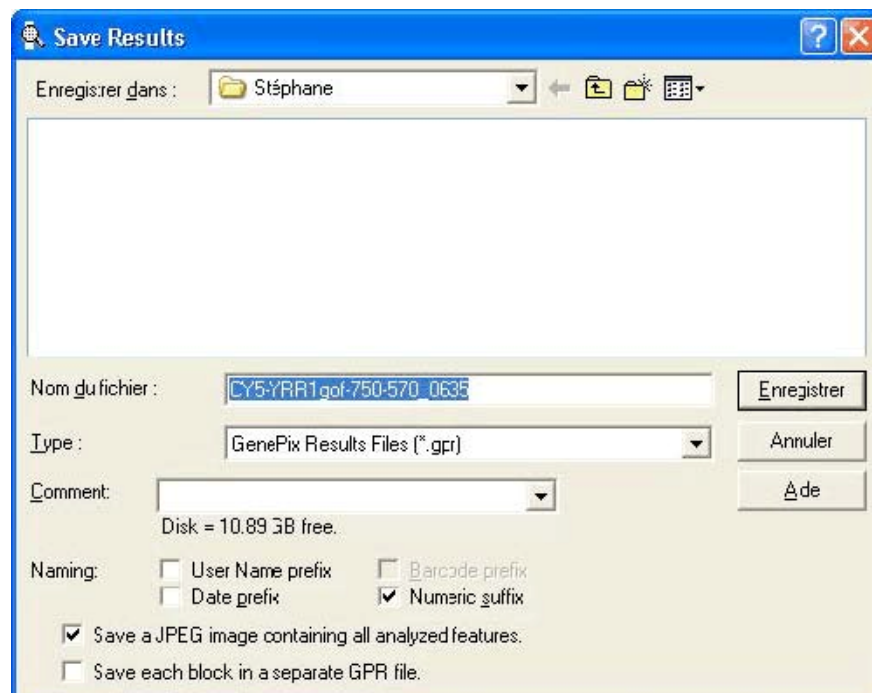 Save Results
Enregistrer dans :
Stéphane
Nom du fichier :
CY5-YRR1gof-750-570_0635
Enregistrer
Type :
GenePix Results Files (*.gpr)
Annuler
Comment:
Aide
Disk = 10.89 GB free.
Naming:
User Name prefix
Barcode prefix
Date prefix
Numeric suffix
Save a JPEG image containing all analyzed features.
Save each block in a separate GPR file.